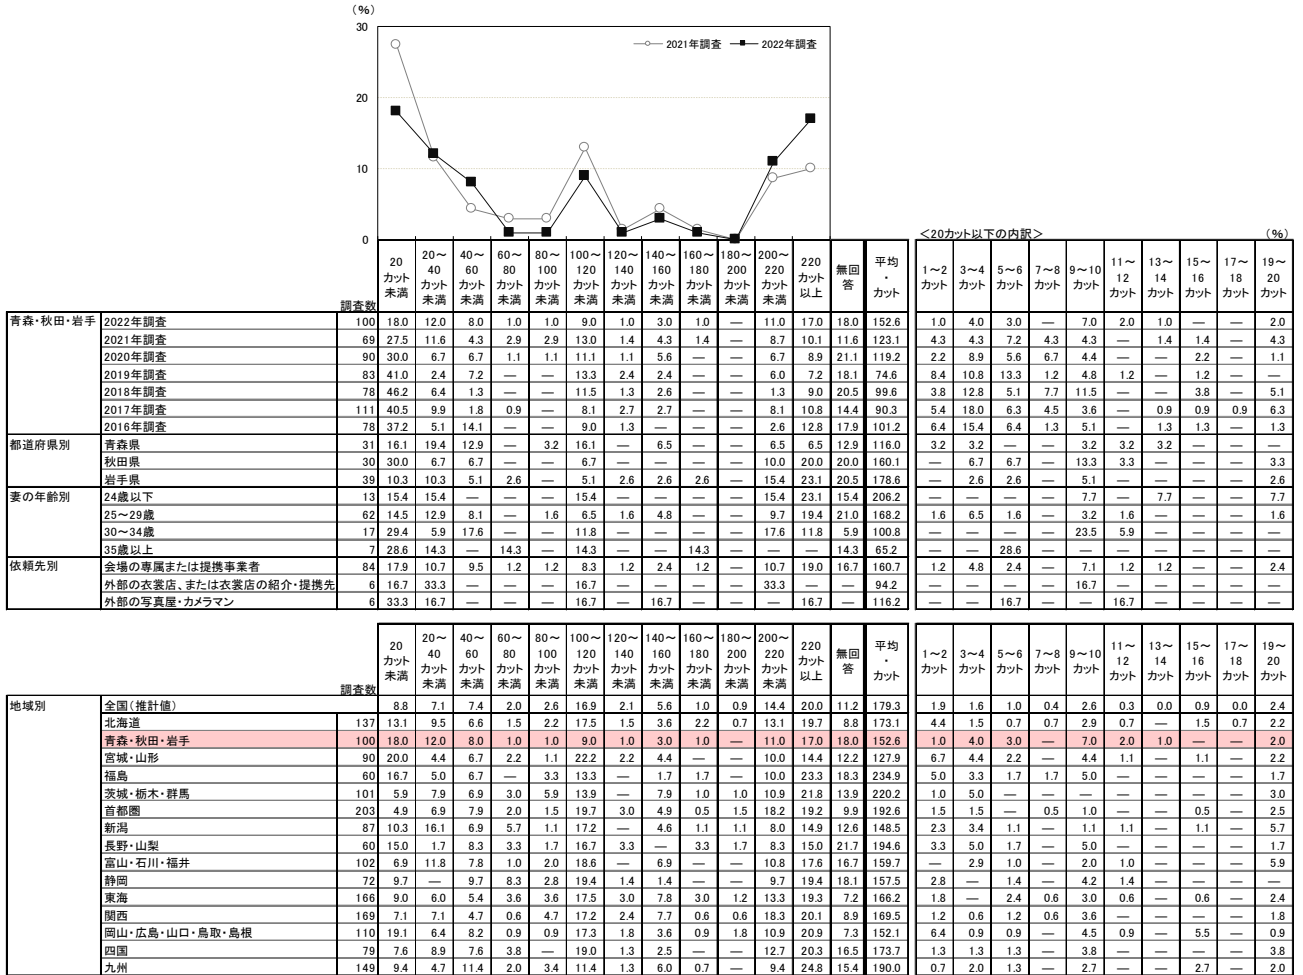 (%)
30
20
10
0
2021年調査 2022年調査
<20カット以下の内訳> (%)
調査数 20カット未満 20～40カット未満 40～60カット未満 60～80カット未満 80～100カット未満 100～120カット未満 120～140カット未満 140～160カット未満 160～180カット未満 180～200カット未満 200～220カット未満 220カット以上 無回答 平均・カット 1～2カット 3～4カット 5～6カット 7～8カット 9～10カット 11～12カット 13～14カット 15～16カット 17～18カット 19～20カット
青森・秋田・岩手 2022年調査 100 18.0 12.0 8.0 1.0 1.0 9.0 1.0 3.0 1.0 — 11.0 17.0 18.0 152.6 1.0 4.0 3.0 — 7.0 2.0 1.0 — — 2.0
2021年調査 69 27.5 11.6 4.3 2.9 2.9 13.0 1.4 4.3 1.4 — 8.7 10.1 11.6 123.1 4.3 4.3 7.2 4.3 4.3 — 1.4 1.4 — 4.3
2020年調査 90 30.0 6.7 6.7 1.1 1.1 11.1 1.1 5.6 — — 6.7 8.9 21.1 119.2 2.2 8.9 5.6 6.7 4.4 — — 2.2 — 1.1
2019年調査 83 41.0 2.4 7.2 — — 13.3 2.4 2.4 — — 6.0 7.2 18.1 74.6 8.4 10.8 13.3 1.2 4.8 1.2 — 1.2 — —
2018年調査 78 46.2 6.4 1.3 — — 11.5 1.3 2.6 — — 1.3 9.0 20.5 99.6 3.8 12.8 5.1 7.7 11.5 — — 3.8 — 5.1
2017年調査 111 40.5 9.9 1.8 0.9 — 8.1 2.7 2.7 — — 8.1 10.8 14.4 90.3 5.4 18.0 6.3 4.5 3.6 — 0.9 0.9 0.9 6.3
2016年調査 78 37.2 5.1 14.1 — — 9.0 1.3 — — — 2.6 12.8 17.9 101.2 6.4 15.4 6.4 1.3 5.1 — 1.3 1.3 — 1.3
都道府県別 青森県 31 16.1 19.4 12.9 — 3.2 16.1 — 6.5 — — 6.5 6.5 12.9 116.0 3.2 3.2 — — 3.2 3.2 3.2 — — —
秋田県 30 30.0 6.7 6.7 — — 6.7 — — — — 10.0 20.0 20.0 160.1 — 6.7 6.7 — 13.3 3.3 — — — 3.3
岩手県 39 10.3 10.3 5.1 2.6 — 5.1 2.6 2.6 2.6 — 15.4 23.1 20.5 178.6 — 2.6 2.6 — 5.1 — — — — 2.6
妻の年齢別 24歳以下 13 15.4 15.4 — — — 15.4 — — — — 15.4 23.1 15.4 206.2 — — — — 7.7 — 7.7 — — 7.7
25～29歳 62 14.5 12.9 8.1 — 1.6 6.5 1.6 4.8 — — 9.7 19.4 21.0 168.2 1.6 6.5 1.6 — 3.2 1.6 — — — 1.6
30～34歳 17 29.4 5.9 17.6 — — 11.8 — — — — 17.6 11.8 5.9 100.8 — — — — 23.5 5.9 — — — —
35歳以上 7 28.6 14.3 — 14.3 — 14.3 — — 14.3 — — — 14.3 65.2 — — 28.6 — — — — — — —
依頼先別 会場の専属または提携事業者 84 17.9 10.7 9.5 1.2 1.2 8.3 1.2 2.4 1.2 — 10.7 19.0 16.7 160.7 1.2 4.8 2.4 — 7.1 1.2 1.2 — — 2.4
外部の衣裳店、または衣裳店の紹介・提携先 6 16.7 33.3 — — — 16.7 — — — — 33.3 — — 94.2 — — — — 16.7 — — — — —
外部の写真屋・カメラマン 6 33.3 16.7 — — — 16.7 — 16.7 — — — 16.7 — 116.2 — — 16.7 — — 16.7 — — — —
調査数 20カット未満 20～40カット未満 40～60カット未満 60～80カット未満 80～100カット未満 100～120カット未満 120～140カット未満 140～160カット未満 160～180カット未満 180～200カット未満 200～220カット未満 220カット以上 無回答 平均・カット 1～2カット 3～4カット 5～6カット 7～8カット 9～10カット 11～12カット 13～14カット 15～16カット 17～18カット 19～20カット
地域別 全国(推計値) 8.8 7.1 7.4 2.0 2.6 16.9 2.1 5.6 1.0 0.9 14.4 20.0 11.2 179.3 1.9 1.6 1.0 0.4 2.6 0.3 0.0 0.9 0.0 2.4
北海道 137 13.1 9.5 6.6 1.5 2.2 17.5 1.5 3.6 2.2 0.7 13.1 19.7 8.8 173.1 4.4 1.5 0.7 0.7 2.9 0.7 — 1.5 0.7 2.2
青森・秋田・岩手 100 18.0 12.0 8.0 1.0 1.0 9.0 1.0 3.0 1.0 — 11.0 17.0 18.0 152.6 1.0 4.0 3.0 — 7.0 2.0 1.0 — — 2.0
宮城・山形 90 20.0 4.4 6.7 2.2 1.1 22.2 2.2 4.4 — — 10.0 14.4 12.2 127.9 6.7 4.4 2.2 — 4.4 1.1 — 1.1 — 2.2
福島 60 16.7 5.0 6.7 — 3.3 13.3 — 1.7 1.7 — 10.0 23.3 18.3 234.9 5.0 3.3 1.7 1.7 5.0 — — — — 1.7
茨城・栃木・群馬 101 5.9 7.9 6.9 3.0 5.9 13.9 — 7.9 1.0 1.0 10.9 21.8 13.9 220.2 1.0 5.0 — — — — — — — 3.0
首都圏 203 4.9 6.9 7.9 2.0 1.5 19.7 3.0 4.9 0.5 1.5 18.2 19.2 9.9 192.6 1.5 1.5 — 0.5 1.0 — — 0.5 — 2.5
新潟 87 10.3 16.1 6.9 5.7 1.1 17.2 — 4.6 1.1 1.1 8.0 14.9 12.6 148.5 2.3 3.4 1.1 — 1.1 1.1 — 1.1 — 5.7
長野・山梨 60 15.0 1.7 8.3 3.3 1.7 16.7 3.3 — 3.3 1.7 8.3 15.0 21.7 194.6 3.3 5.0 1.7 — 5.0 — — — — 1.7
富山・石川・福井 102 6.9 11.8 7.8 1.0 2.0 18.6 — 6.9 — — 10.8 17.6 16.7 159.7 — 2.9 1.0 — 2.0 1.0 — — — 5.9
静岡 72 9.7 — 9.7 8.3 2.8 19.4 1.4 1.4 — — 9.7 19.4 18.1 157.5 2.8 — 1.4 — 4.2 1.4 — — — —
東海 166 9.0 6.0 5.4 3.6 3.6 17.5 3.0 7.8 3.0 1.2 13.3 19.3 7.2 166.2 1.8 — 2.4 0.6 3.0 0.6 — 0.6 — 2.4
関西 169 7.1 7.1 4.7 0.6 4.7 17.2 2.4 7.7 0.6 0.6 18.3 20.1 8.9 169.5 1.2 0.6 1.2 0.6 3.6 — — — — 1.8
岡山・広島・山口・鳥取・島根 110 19.1 6.4 8.2 0.9 0.9 17.3 1.8 3.6 0.9 1.8 10.9 20.9 7.3 152.1 6.4 0.9 0.9 — 4.5 0.9 — 5.5 — 0.9
四国 79 7.6 8.9 7.6 3.8 — 19.0 1.3 2.5 — — 12.7 20.3 16.5 173.7 1.3 1.3 1.3 — 3.8 — — — — 3.8
九州 149 9.4 4.7 11.4 2.0 3.4 11.4 1.3 6.0 0.7 — 9.4 24.8 15.4 190.0 0.7 2.0 1.3 — 2.7 — — 2.7 — 2.0